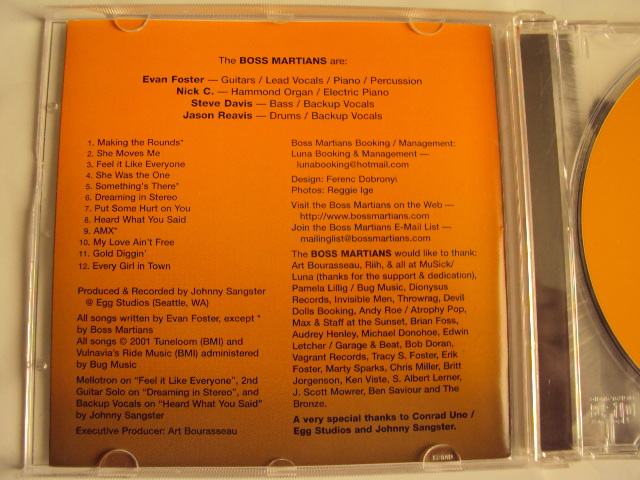 The BOSS MARTIANS are:
Evan Foster — Guitars / Lead Vocals / Piano / Percussion
Nick C. — Hammond Organ / Electric Piano
Steve Davis — Bass / Backup Vocals
Jason Reavis — Drums / Backup Vocals
1. Making the Rounds*
2. She Moves Me
3. Feel it Like Everyone
4. She Was the One
5. Something's There*
6. Dreaming in Stereo
7. Put Some Hurt on You
8. Heard What You Said
9. AMX*
10. My Love Ain't Free
11. Gold Diggin'
12. Every Girl in Town
Produced & Recorded by Johnny Sangster
@ Egg Studios (Seattle, WA)
All songs written by Evan Foster, except *
by Boss Martians
All songs © 2001 Tuneloom (BMI) and
Vulnavia's Ride Music (BMI) administered
by Bug Music
Mellotron on "Feel it Like Everyone", 2nd
Guitar Solo on "Dreaming in Stereo", and
Backup Vocals on "Heard What You Said"
by Johnny Sangster
Executive Producer: Art Bourasseau
Boss Martians Booking / Management:
Luna Booking & Management —
lunabooking@hotmail.com
Design: Ferenc Dobronyi
Photos: Reggie Ige
Visit the Boss Martians on the Web —
http://www.bossmartians.com
Join the Boss Martians E-Mail List —
mailinglist@bossmartians.com
The BOSS MARTIANS would like to thank:
Art Bourasseau, Riih, & all at MuSick/
Luna (thanks for the support & dedication),
Pamela Lillig / Bug Music, Dionysus
Records, Invisible Men, Throwrag, Devil
Dolls Booking, Andy Roe / Atrophy Pop,
Max & Staff at the Sunset, Brian Foss,
Audrey Henley, Michael Donohoe, Edwin
Letcher / Garage & Beat, Bob Doran,
Vagrant Records, Tracy S. Foster, Erik
Foster, Marty Sparks, Chris Miller, Britt
Jorgenson, Ken Viste, S. Albert Lerner,
J. Scott Mowrer, Ben Saviour and The
Bronze.
A very special thanks to Conrad Uno /
Egg Studios and Johnny Sangster.